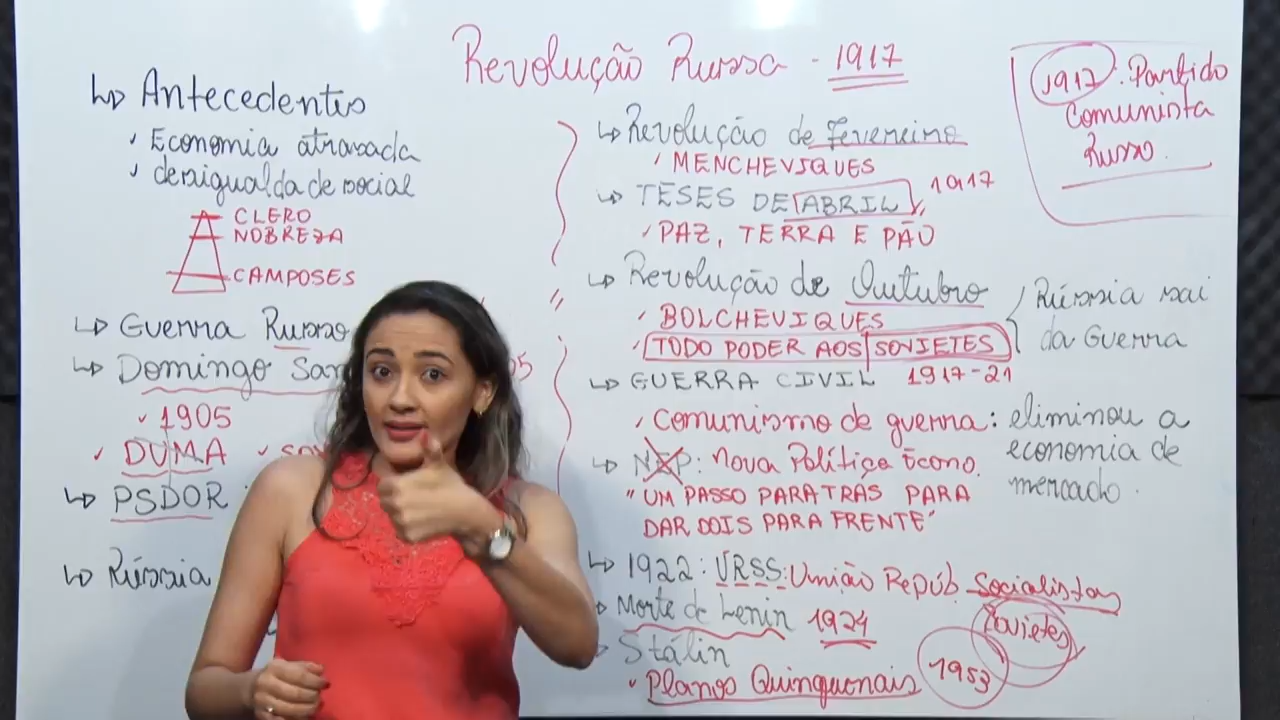 Revolução Russa - 1917
↳ Antecedentes
' Economia atrasada
' desigualdade social
CLERO
NOBREZA
CAMPOSES
↳ Guerra Russo
↳ Domingo San
05
✓ 1905
✓ DUMA ✓ SOV
↳ PSDOR :
↳ Rússia
↳ Revolução de Fevereiro
' MENCHEVIQUES
↳ TESES DE ABRIL 1917
' PAZ, TERRA E PÃO
↳ Revolução de Outubro
' BOLCHEVIQUES
' TODO PODER AOS SOVIETES
Rússia sai
da Guerra
↳ GUERRA CIVIL 1917-21
' Comunismo de guerra: eliminou a
economia de
mercado.
↳ NEP: Nova Política Econo.
"UM PASSO PARA TRÁS PARA
DAR DOIS PARA FRENTE"
↳ 1922: URSS: União Repúb. Socialistas
Sovietes
↳ Morte de Lenin 1924
↳ Stálin
• Planos Quinquenais 1953
1917. Partido
Comunista
Russo.